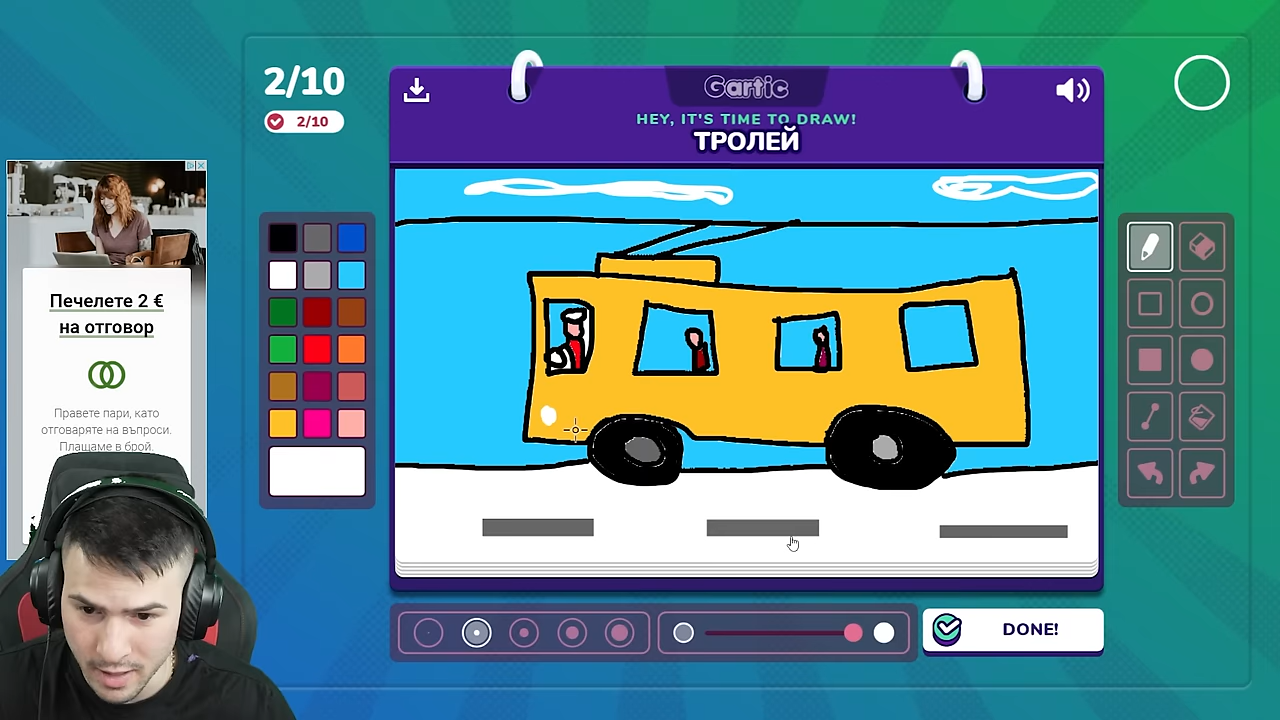 2/10
2/10
Gartic
HEY, IT'S TIME TO DRAW!
ТРОЛЕЙ
Печелете 2 €
на отговор
Правете пари, като
отговаряте на въпроси.
Плащаме в брой.
DONE!